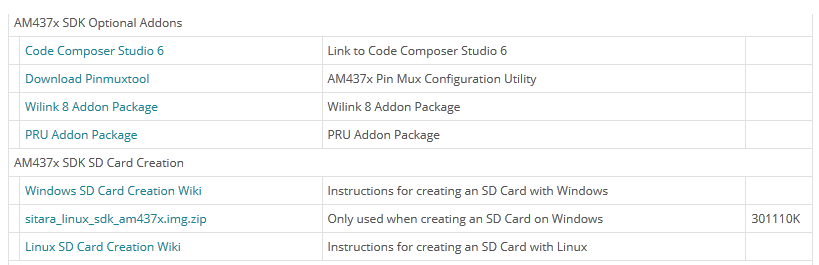 AM437x SDK Optional Addons
Code Composer Studio 6 Link to Code Composer Studio 6
Download Pinmuxtool AM437x Pin Mux Configuration Utility
Wilink 8 Addon Package Wilink 8 Addon Package
PRU Addon Package PRU Addon Package
AM437x SDK SD Card Creation
Windows SD Card Creation Wiki Instructions for creating an SD Card with Windows
sitara_linux_sdk_am437x.img.zip Only used when creating an SD Card on Windows 301110K
Linux SD Card Creation Wiki Instructions for creating an SD Card with Linux